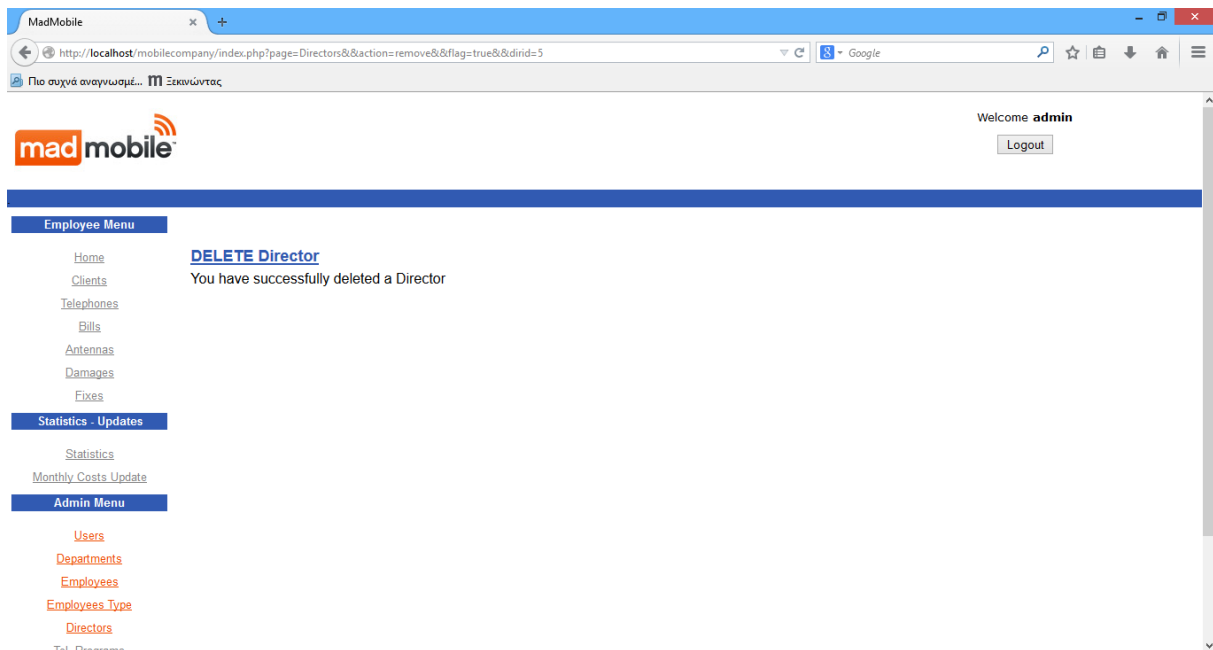 MadMobile
http://localhost/mobilecompany/index.php?page=Directors&&action=remove&&flag=true&&dirid=5
Google
Πιο συχνά αναγνωσμέ... Ξεκινώντας
mad mobile
Welcome admin
Logout
Employee Menu
Home
Clients
Telephones
Bills
Antennas
Damages
Fixes
Statistics - Updates
Statistics
Monthly Costs Update
Admin Menu
Users
Departments
Employees
Employees Type
Directors
Tel. Programs
DELETE Director
You have successfully deleted a Director